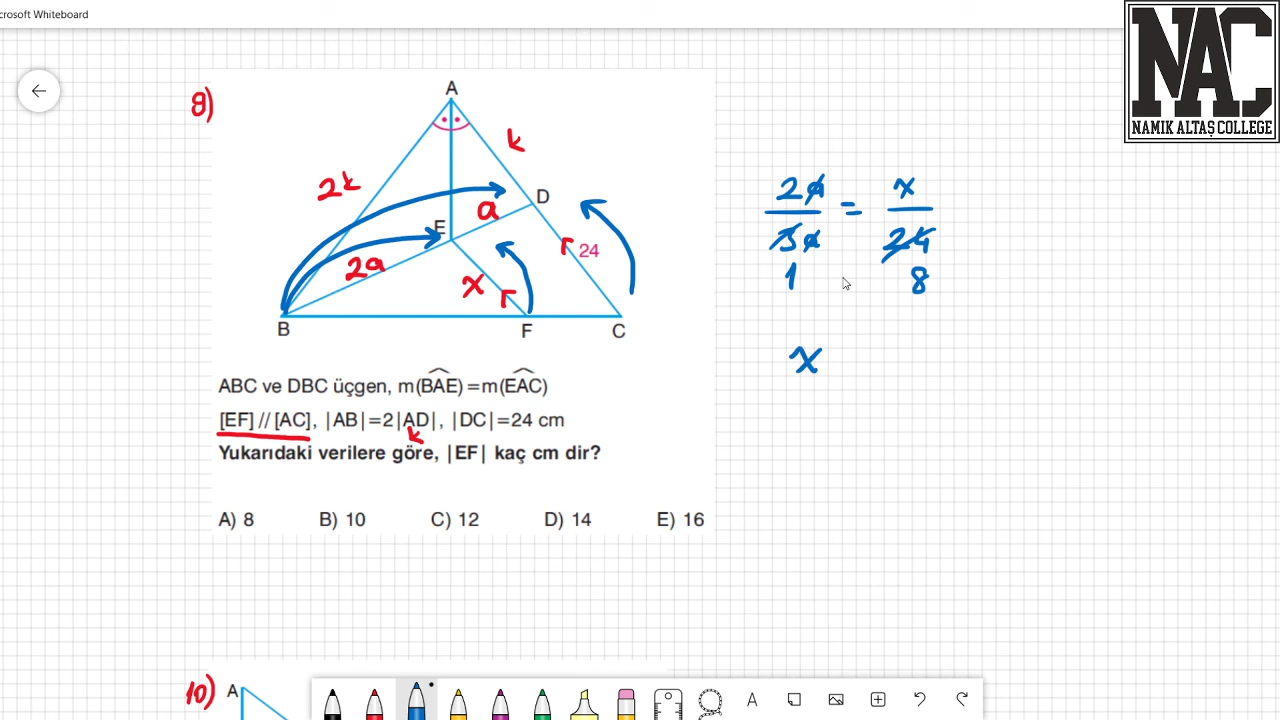 crosoft Whiteboard
NAC
NAMIK ALTAŞ COLLEGE
8)
A
k
2k
D
a
E
24
2a
x
B
F
C
2a/3a = x/24
1 8
x
ABC ve DBC üçgen, m(BAE)=m(EAC)
[EF] // [AC], |AB|=2|AD|, |DC|=24 cm
k
Yukarıdaki verilere göre, |EF| kaç cm dir?
A) 8 B) 10 C) 12 D) 14 E) 16
10)
A
A